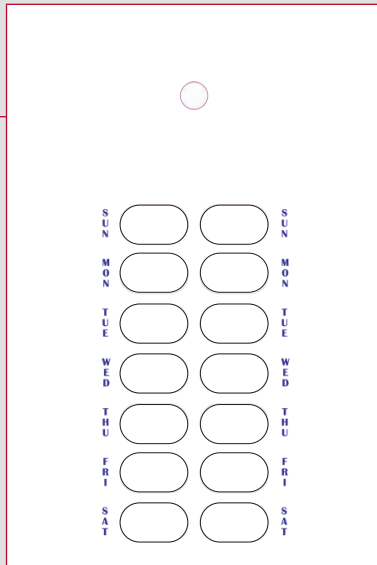 SUN SUN
MON MON
TUE TUE
WED WED
THU THU
FRI FRI
SAT SAT